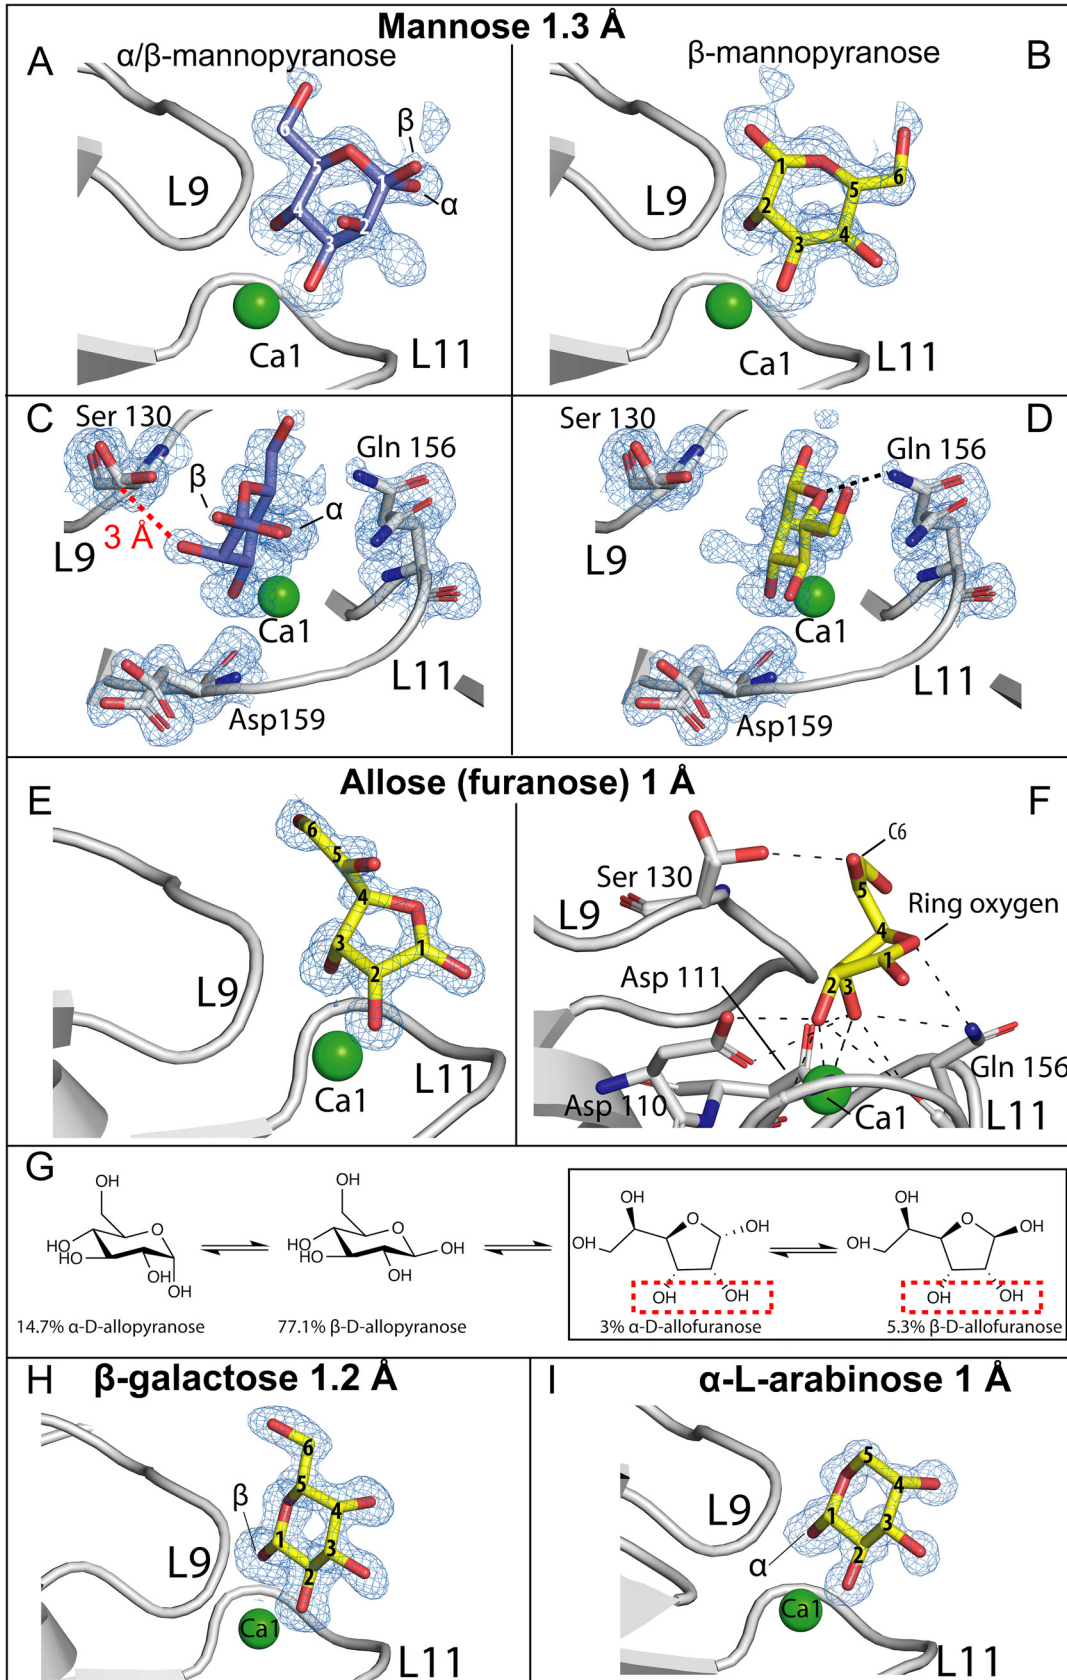 Mannose 1.3 Å
A
α/β-mannopyranose
6
5
β
1
4
α
2
3
L9
Ca1
L11
β-mannopyranose
B
1
6
5
2
3
4
L9
Ca1
L11
C
Ser 130
Gln 156
β
α
3 Å
L9
Ca1
L11
Asp159
Ser 130
D
Gln 156
L9
Ca1
L11
Asp159
Allose (furanose) 1 Å
E
6
5
4
3
1
2
L9
Ca1
L11
F
C6
5
Ser 130
Ring oxygen
L9
4
1
Asp 111
2
3
Gln 156
Asp 110
Ca1
L11
G
OH
O
HO
HO
OH
OH
14.7% α-D-allopyranose
OH
O
HO
HO
OH
OH
77.1% β-D-allopyranose
OH
O
OH
HO
OH
OH
3% α-D-allofuranose
OH
O
OH
HO
OH
OH
5.3% β-D-allofuranose
H
β-galactose 1.2 Å
6
5
β
4
1
3
2
L9
Ca1
L11
I
α-L-arabinose 1 Å
5
4
1
3
α
2
L9
Ca1
L11